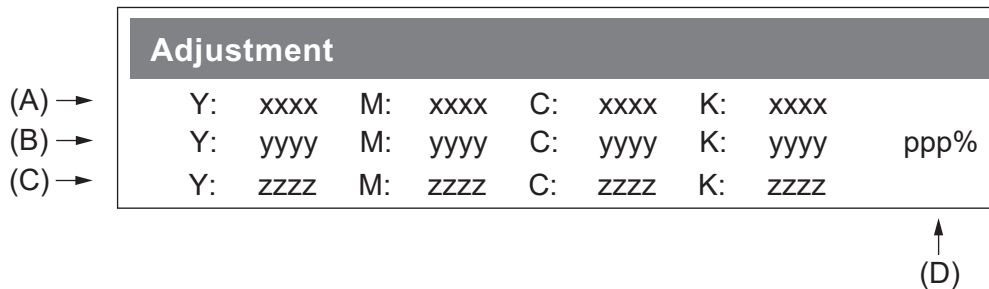 Adjustment
(A) Y: xxxx M: xxxx C: xxxx K: xxxx
(B) Y: yyyy M: yyyy C: yyyy K: yyyy ppp%
(C) Y: zzzz M: zzzz C: zzzz K: zzzz
(D)